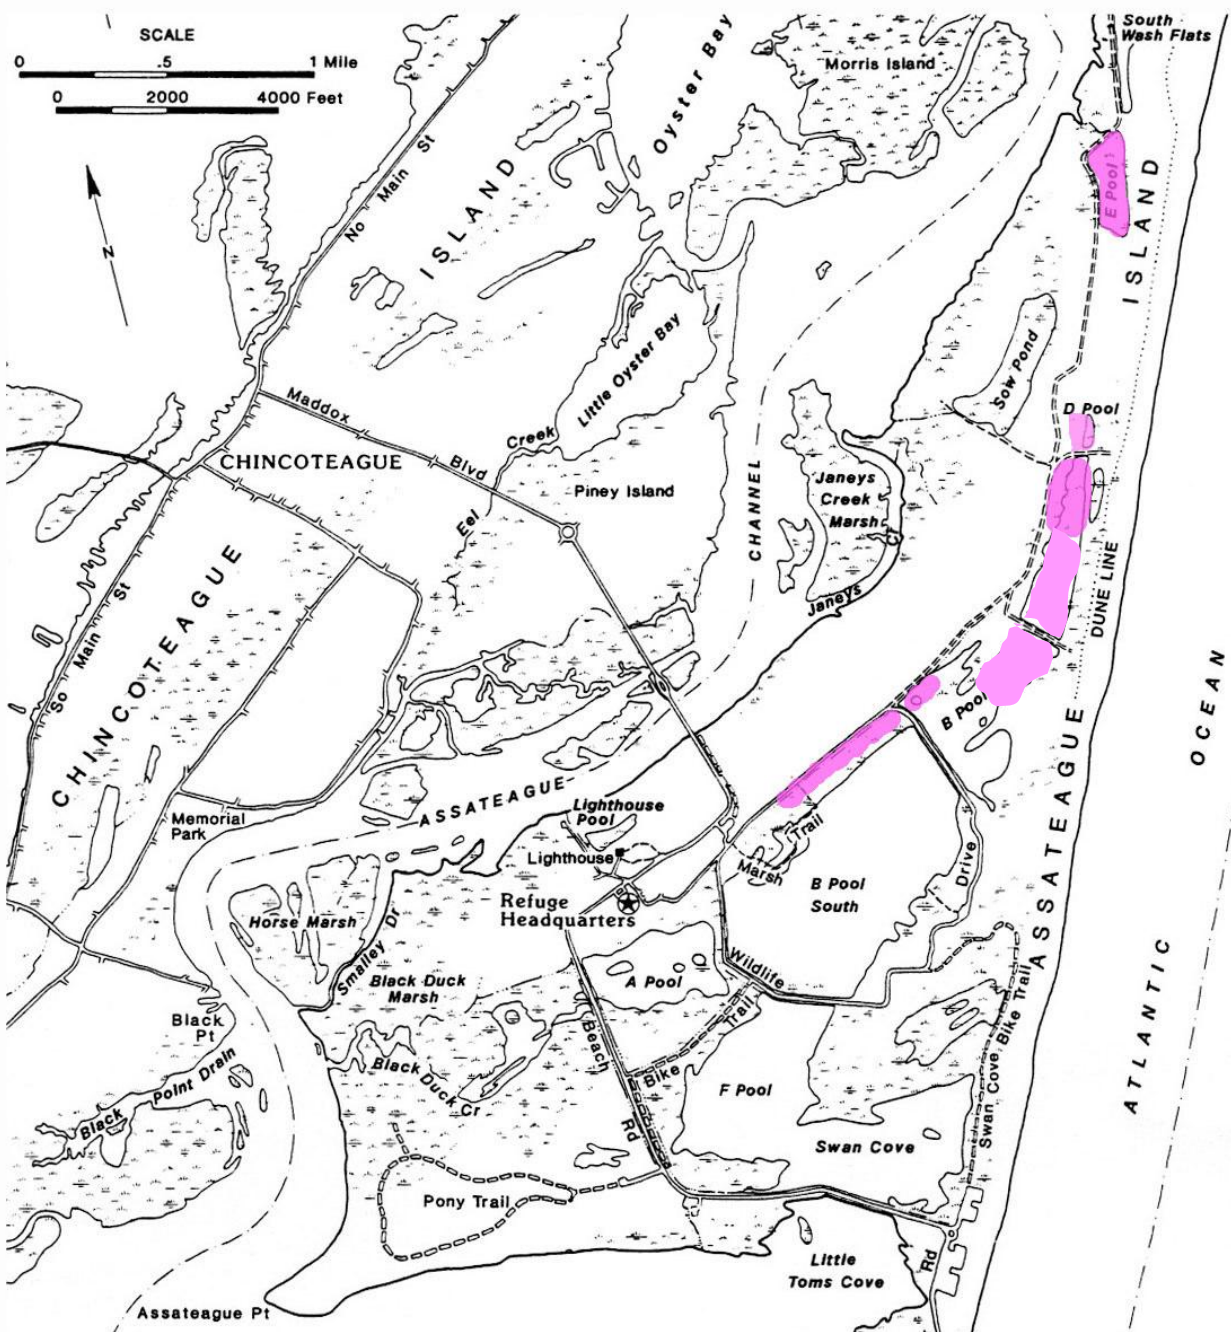 SCALE
0 .5 1 Mile
0 2000 4000 Feet
N
South
Wash Flats
Morris Island
Oyster Bay
No Main St
ISLAND
E Pool
ISLAND
Little Oyster Bay
Sow Pond
Maddox Blvd
D Pool
Eel Creek
CHINCOTEAGUE
Piney Island
CHANNEL
Janeys
Creek
Marsh
Janeys Cr
DUNE LINE
CHINCOTEAGUE
So Main St
OCEAN
B Pool
ASSATEAGUE
ASSATEAGUE
Memorial
Park
Lighthouse
Pool
Lighthouse
Marsh Trail
Drive
B Pool
South
Refuge
Headquarters
Horse Marsh
Smalley Dr
Wildlife
A Pool
Black Duck
Marsh
Black
Pt
Beach Rd
Bike Trail
Swan Cove Bike Trail
ATLANTIC
Black Point Drain
Black Duck Cr
F Pool
Swan Cove
Pony Trail
Little
Toms Cove
Rd
Assateague Pt